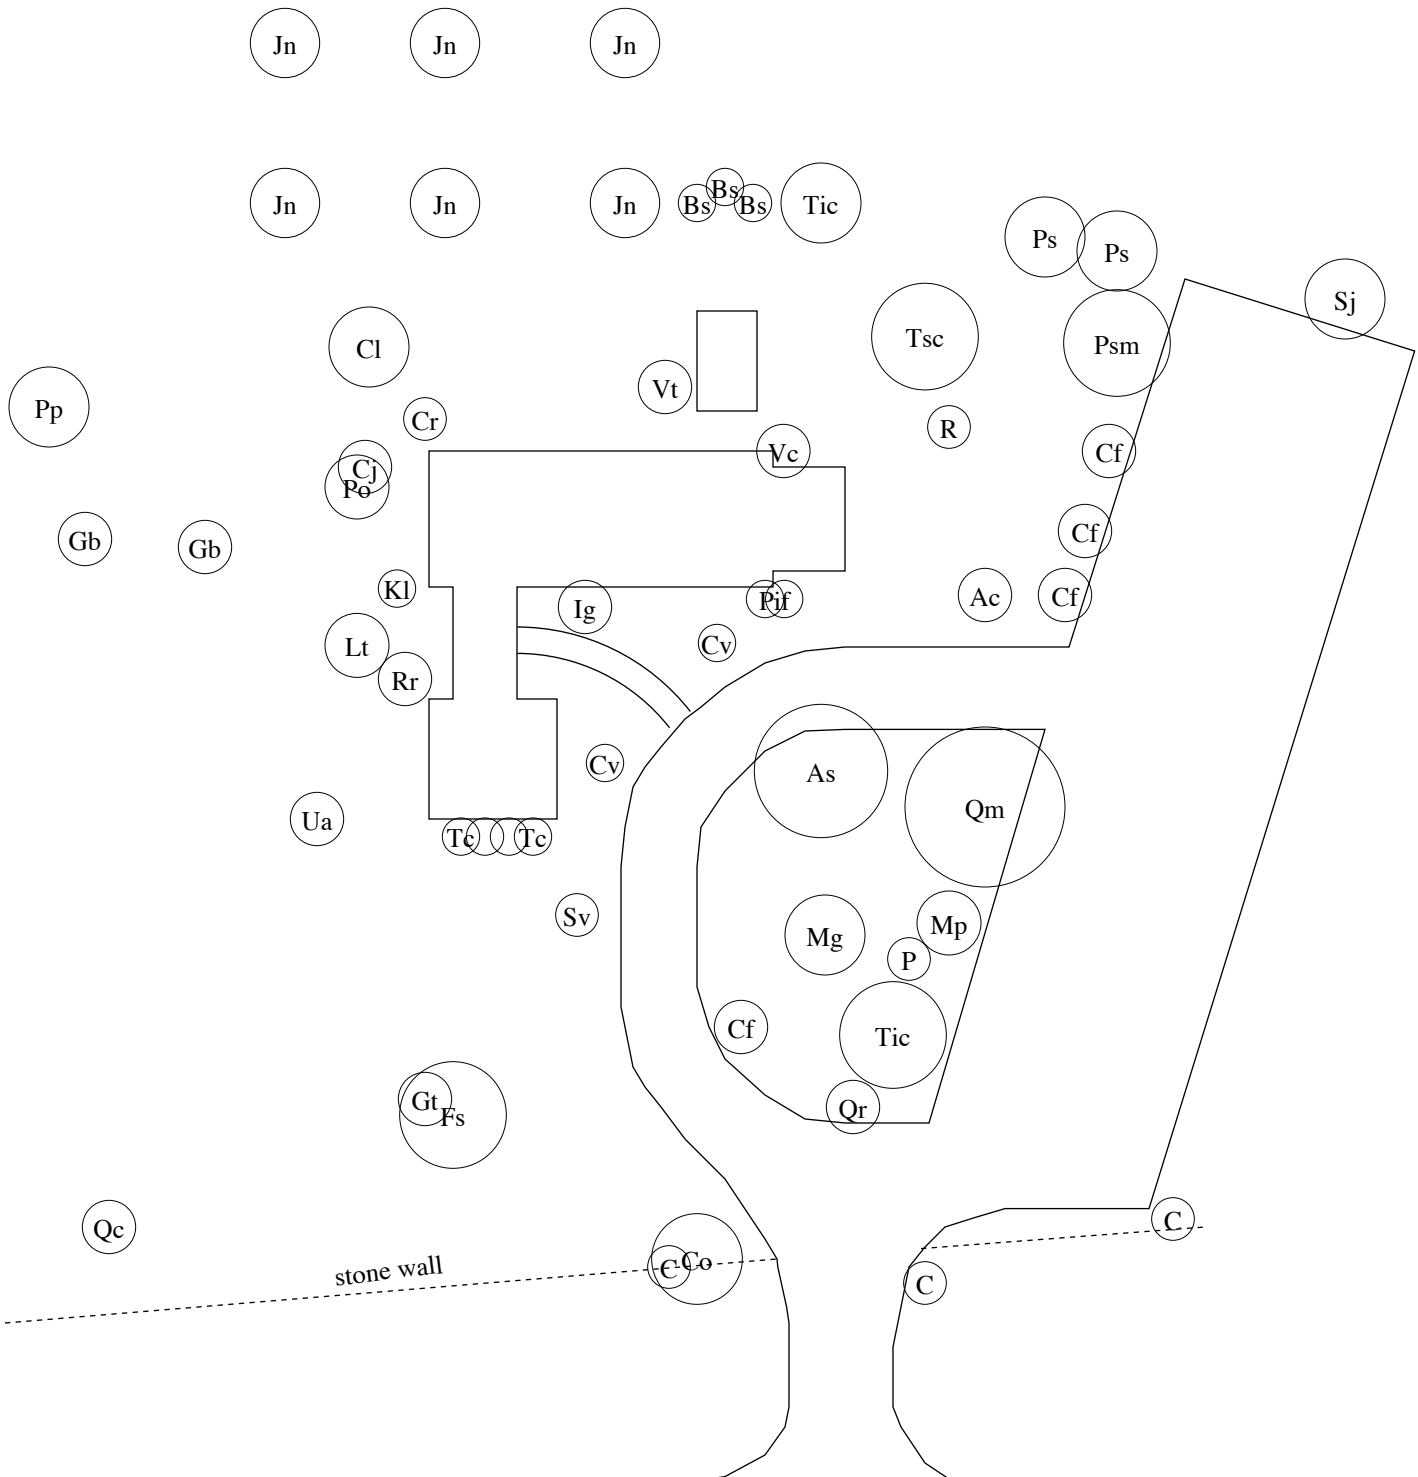 Jn Jn Jn
Jn Jn Jn Bs Bs Bs Tic
Ps Ps
Sj
Cl Tsc Psm
Pp Vt
Cr R
Cj Vc Cf
Po
Gb Gb Cf
Kl Ig Pif Ac Cf
Lt Cv
Rr
Cv As
Qm
Ua Tc Tc
Sv Mg Mp
P
Cf Tic
Gt Fs Qr
Qc C
stone wall C Co
C